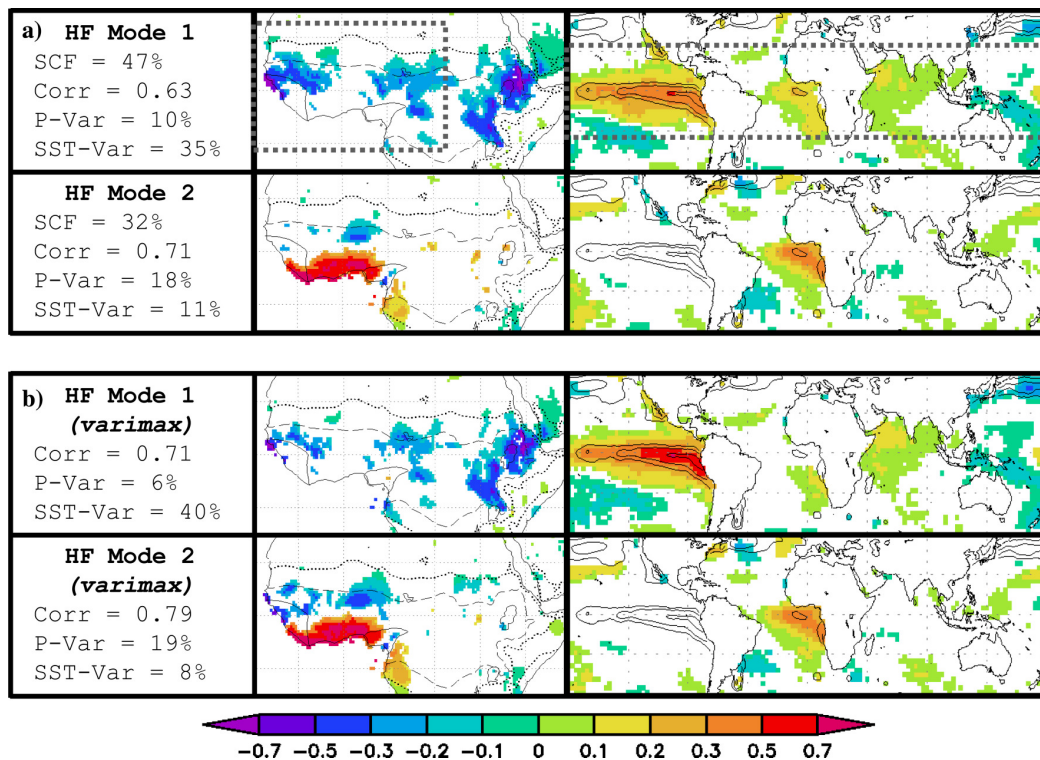 a) HF Mode 1
SCF = 47%
Corr = 0.63
P-Var = 10%
SST-Var = 35%
HF Mode 2
SCF = 32%
Corr = 0.71
P-Var = 18%
SST-Var = 11%
b) HF Mode 1
(varimax)
Corr = 0.71
P-Var = 6%
SST-Var = 40%
HF Mode 2
(varimax)
Corr = 0.79
P-Var = 19%
SST-Var = 8%
-0.7 -0.5 -0.3 -0.2 -0.1 0 0.1 0.2 0.3 0.5 0.7